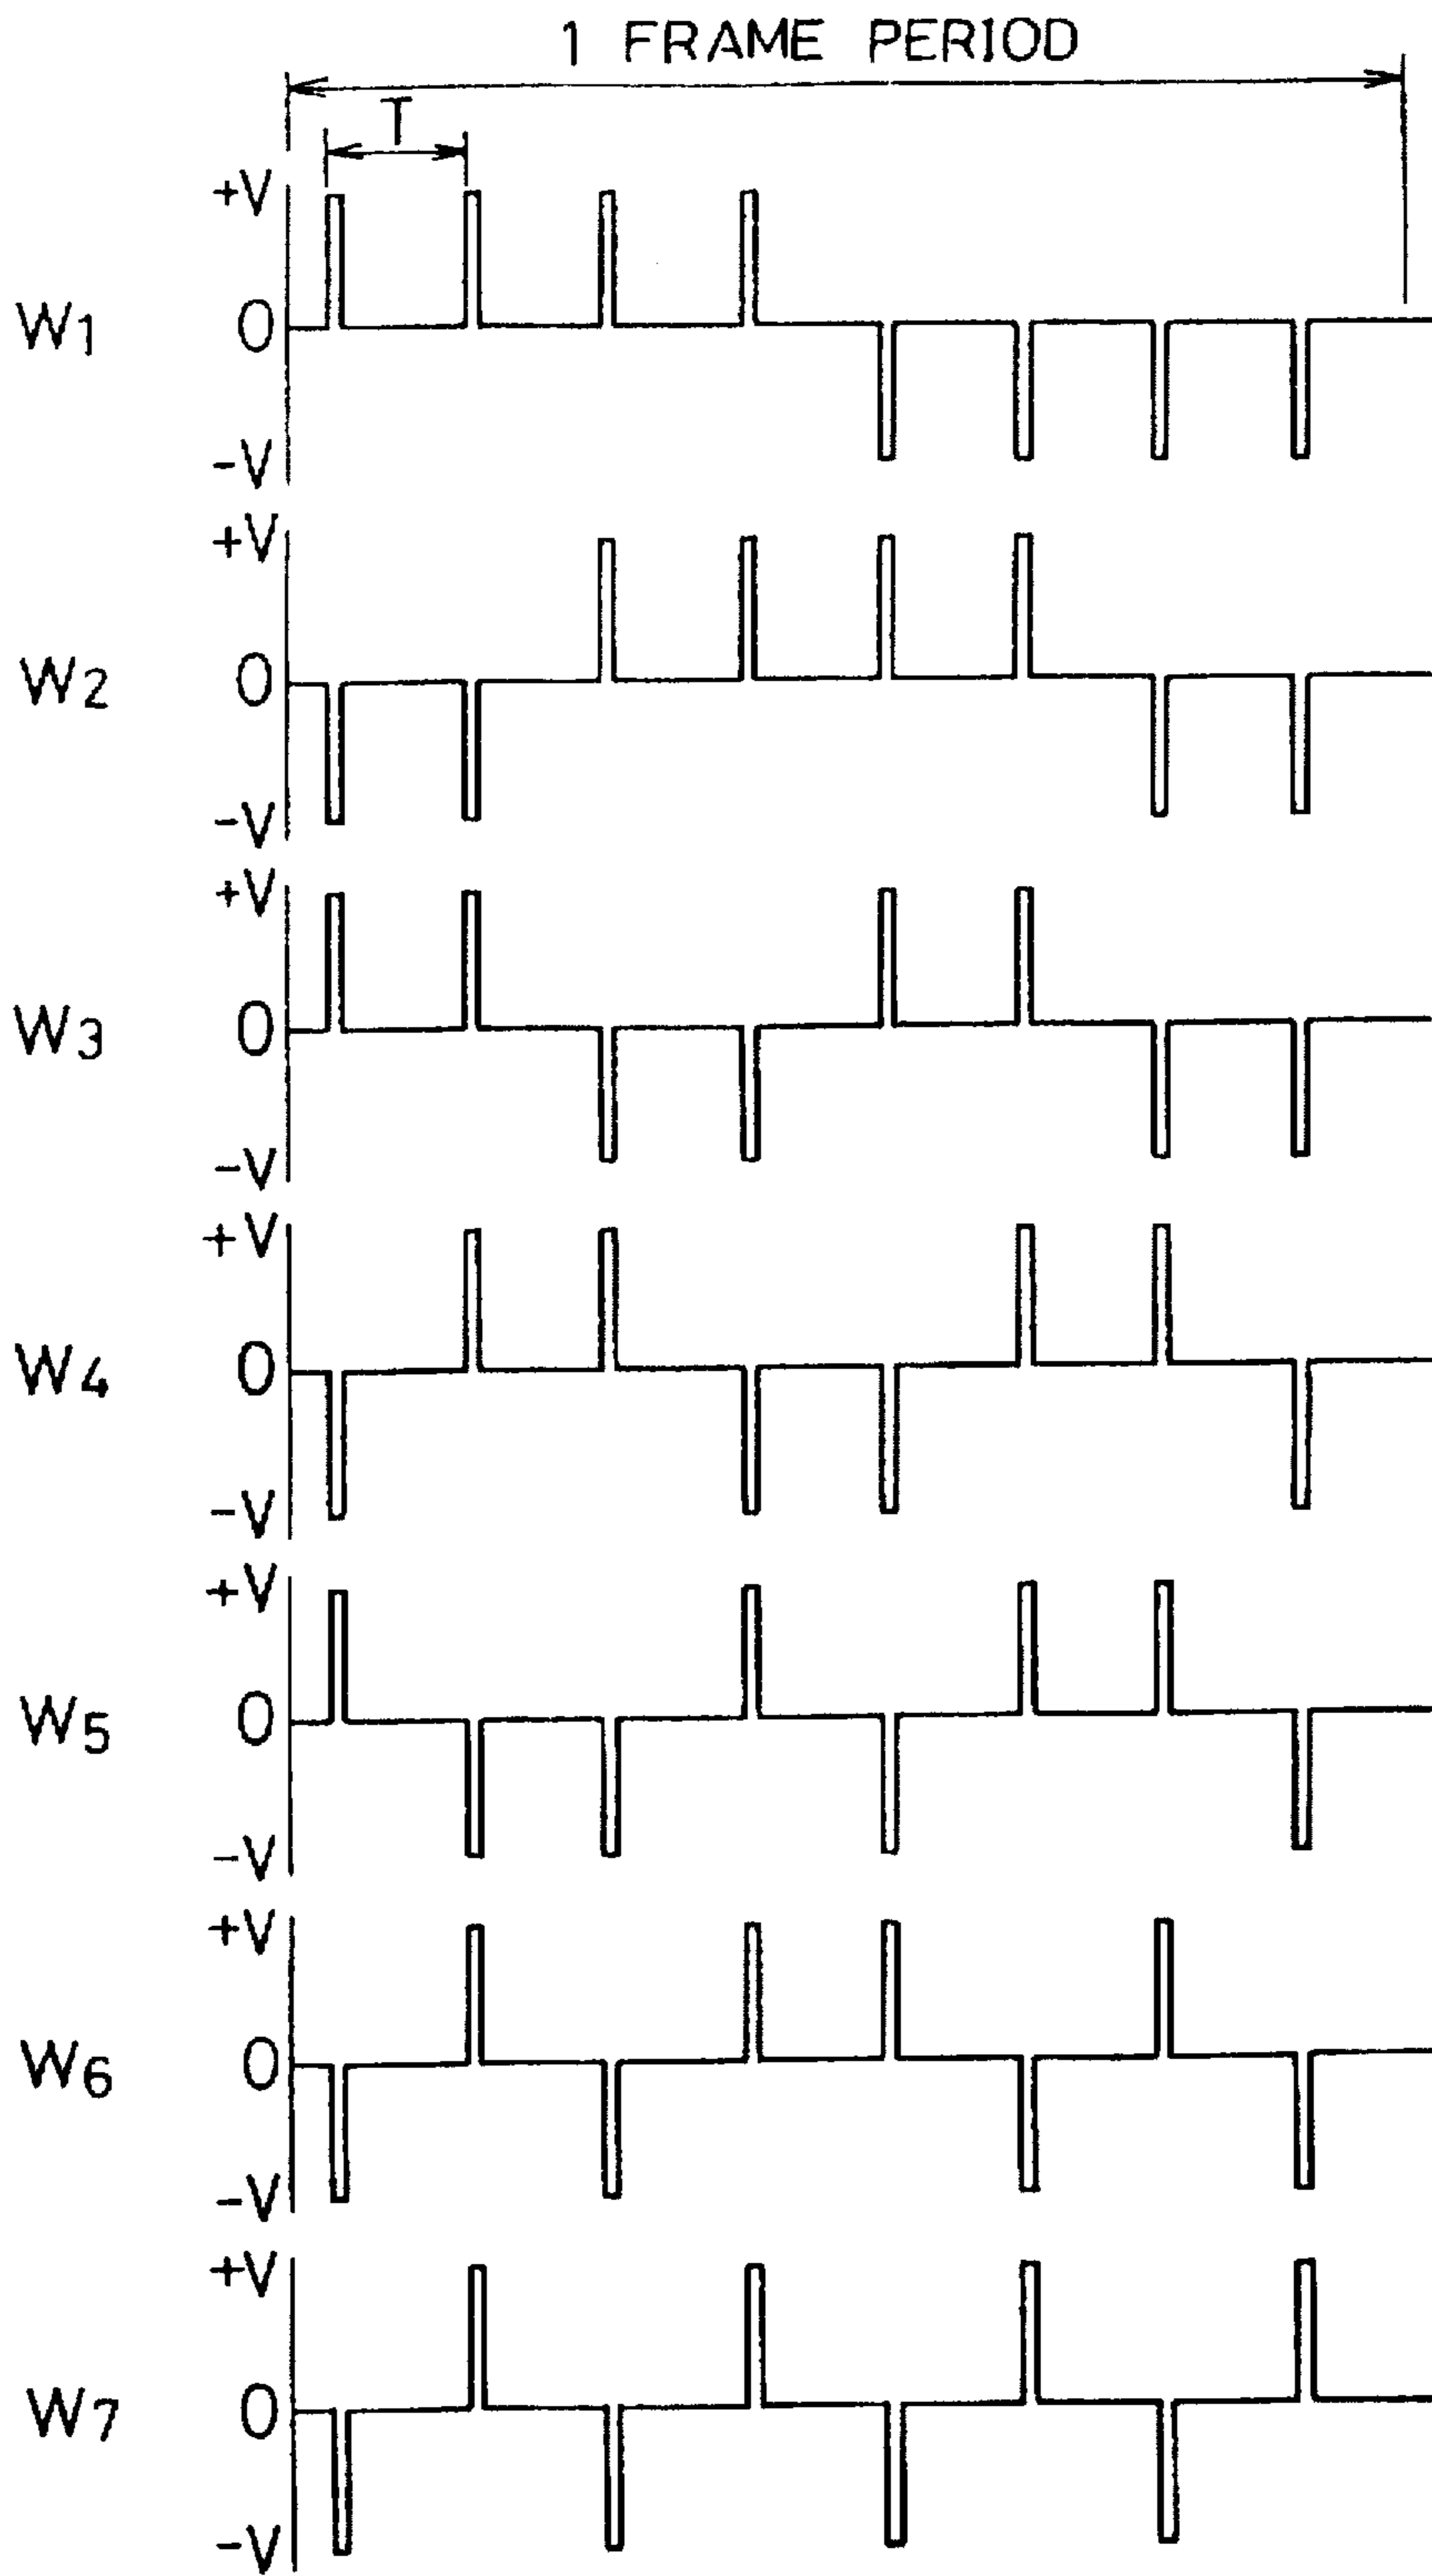 1 FRAME PERIOD
T
+V
W1 0
-V
+V
W2 0
-V
+V
W3 0
-V
+V
W4 0
-V
+V
W5 0
-V
+V
W6 0
-V
+V
W7 0
-V